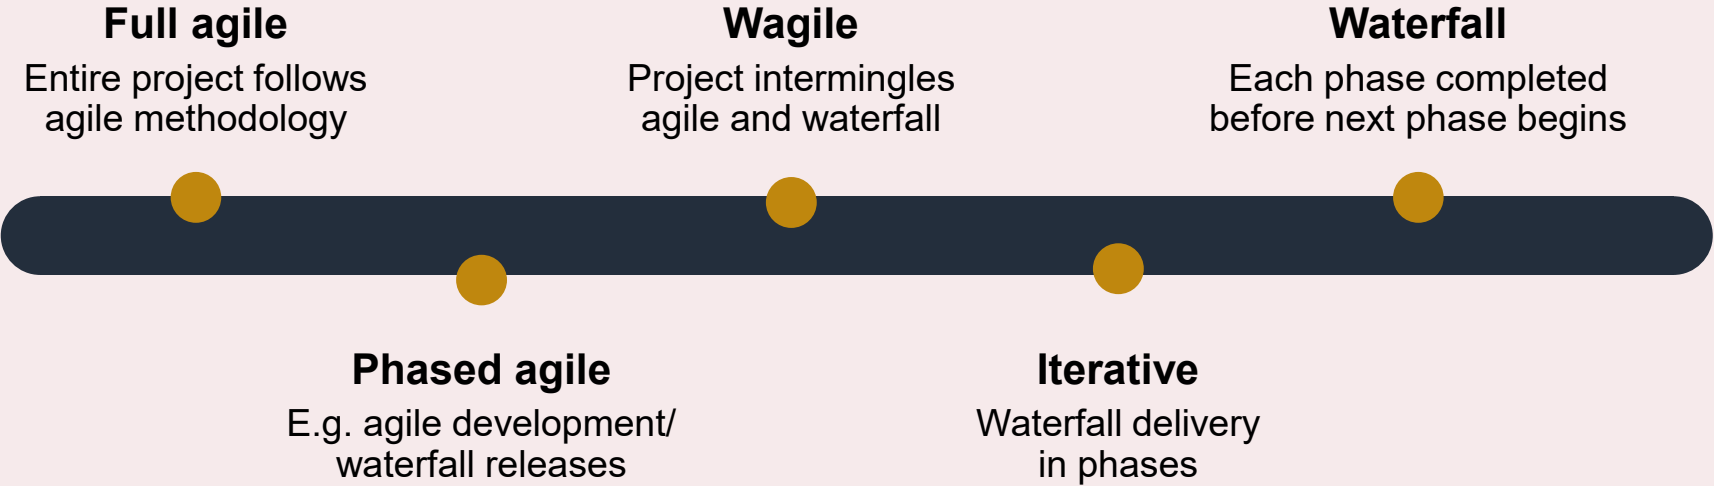 Full agile
Entire project follows
agile methodology
Wagile
Project intermingles
agile and waterfall
Waterfall
Each phase completed
before next phase begins
Phased agile
E.g. agile development/
waterfall releases
Iterative
Waterfall delivery
in phases